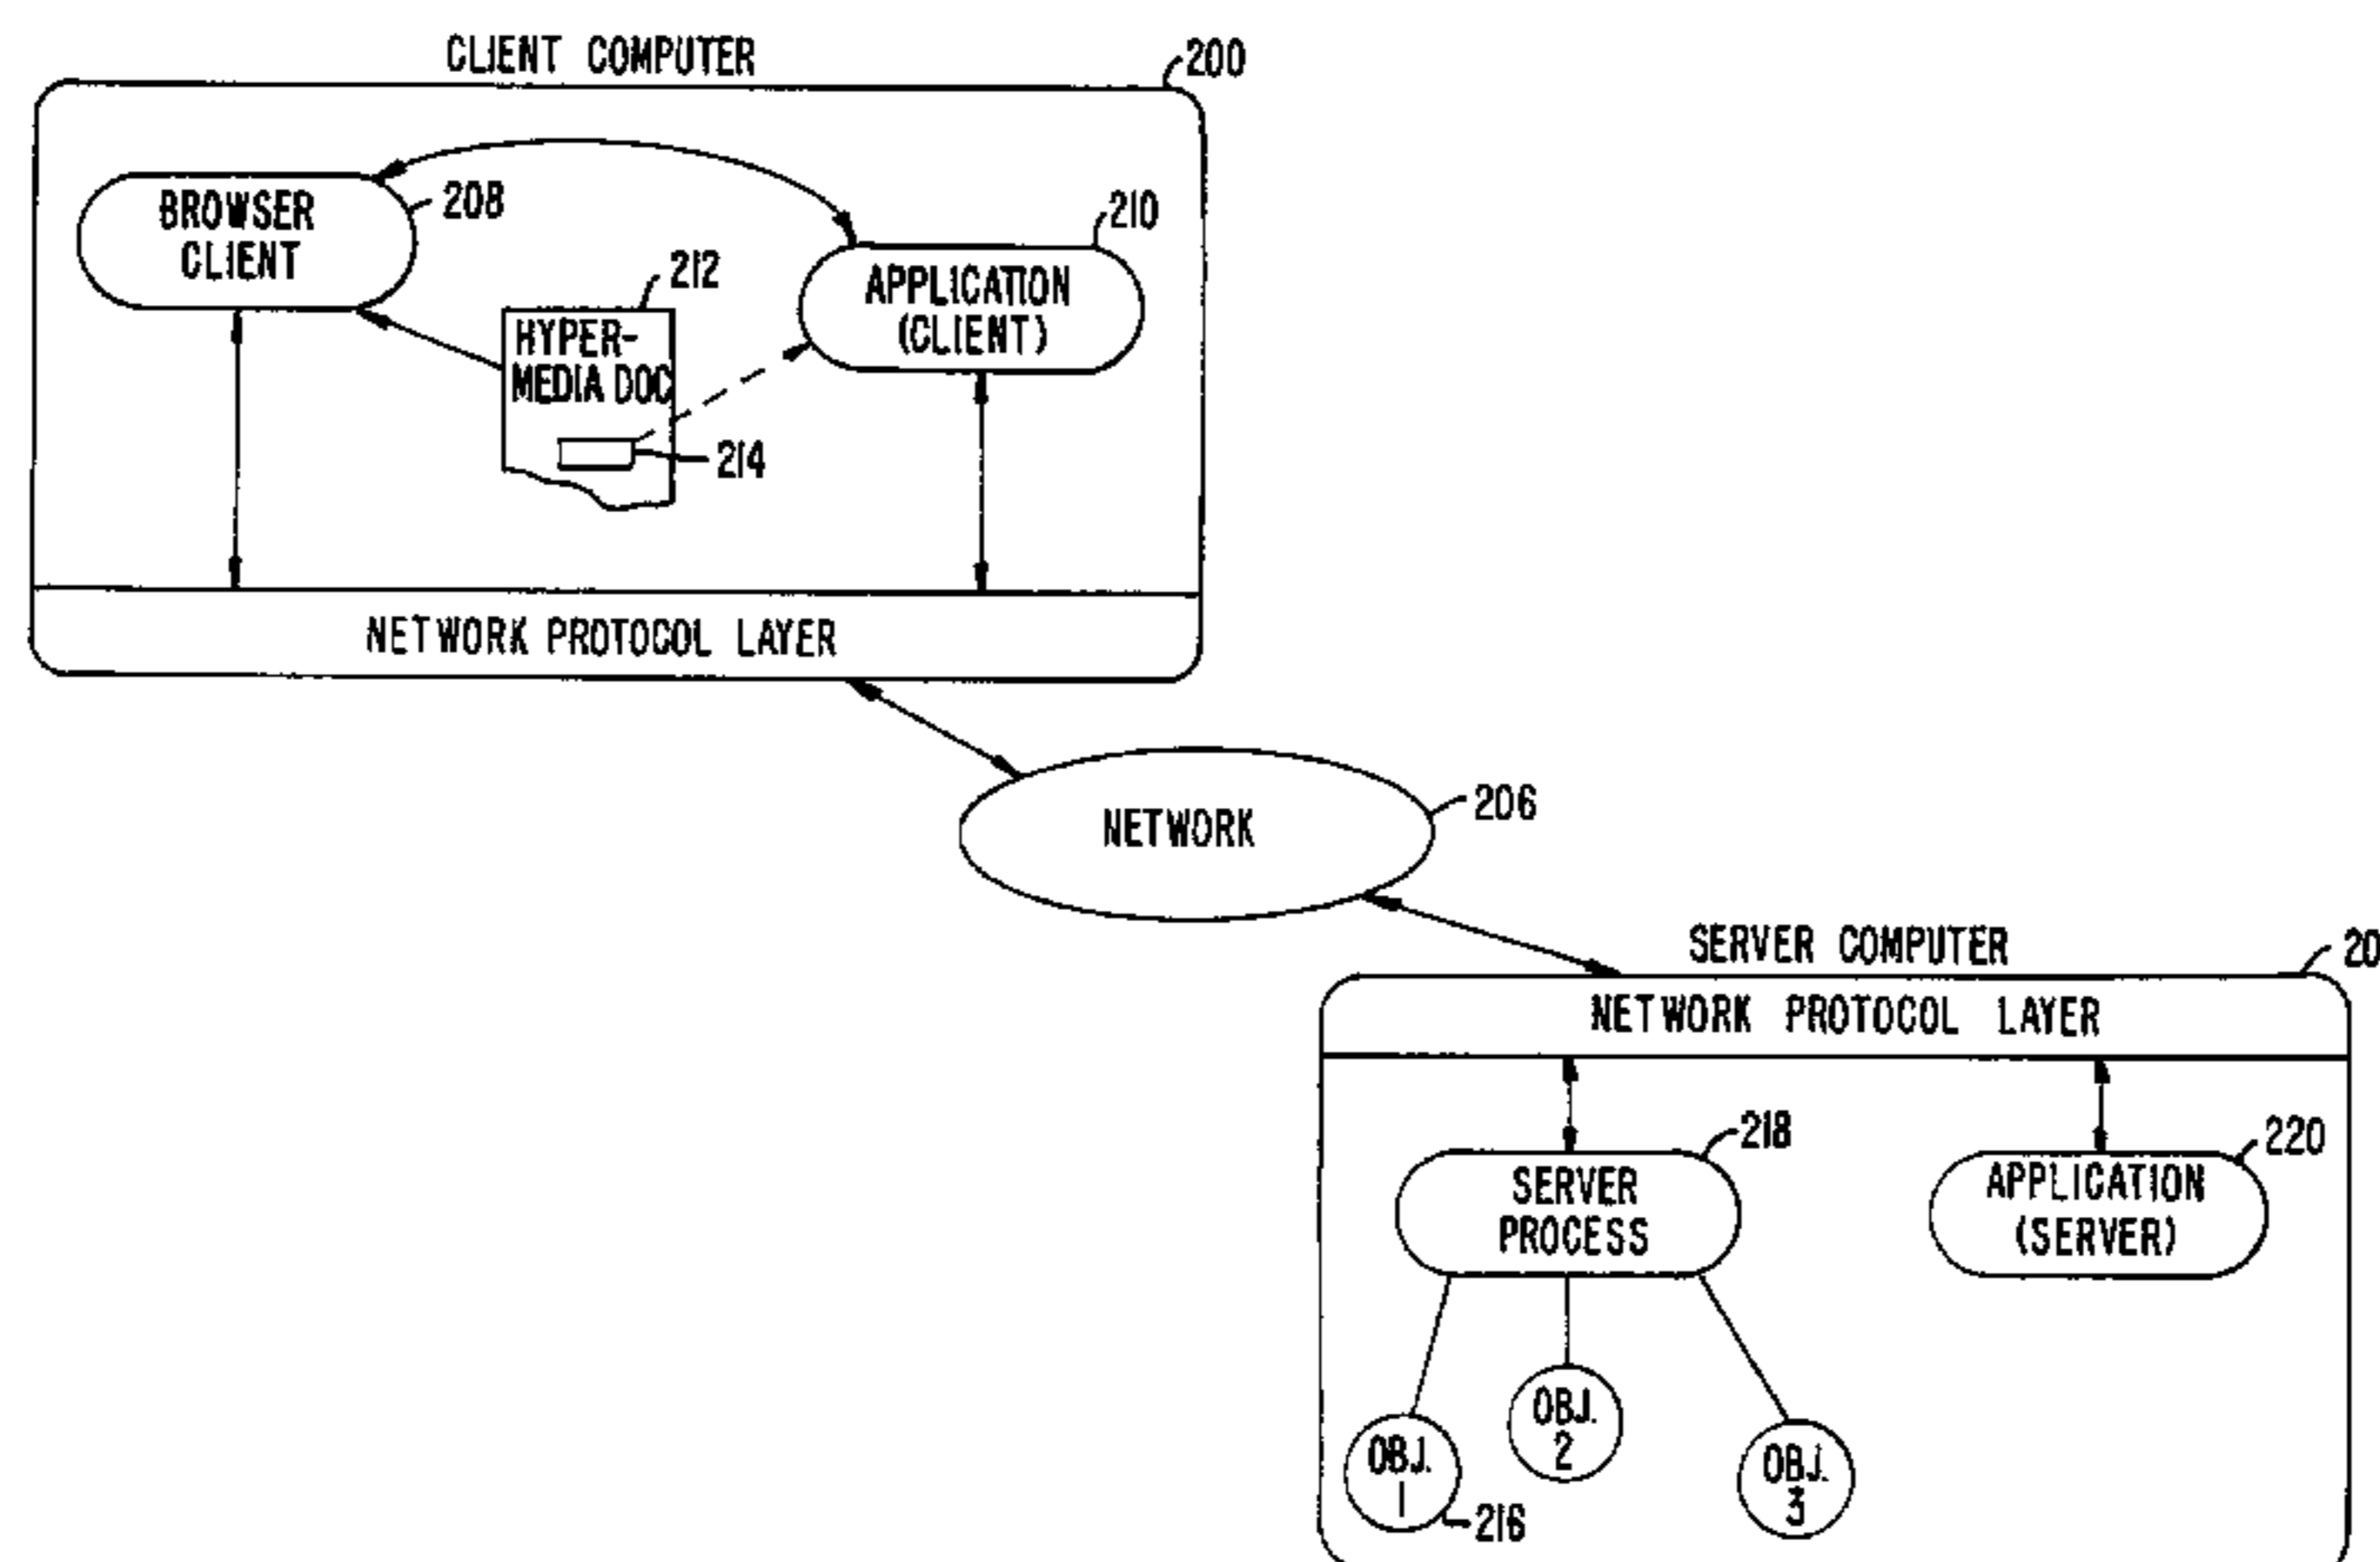 CLIENT COMPUTER
200
BROWSER
CLIENT
208
210
212
APPLICATION
(CLIENT)
HYPER-
MEDIA DOC
214
NETWORK PROTOCOL LAYER
NETWORK
206
SERVER COMPUTER
20
NETWORK PROTOCOL LAYER
218
220
SERVER
PROCESS
APPLICATION
(SERVER)
OBJ.
2
OBJ.
1
OBJ.
3
216